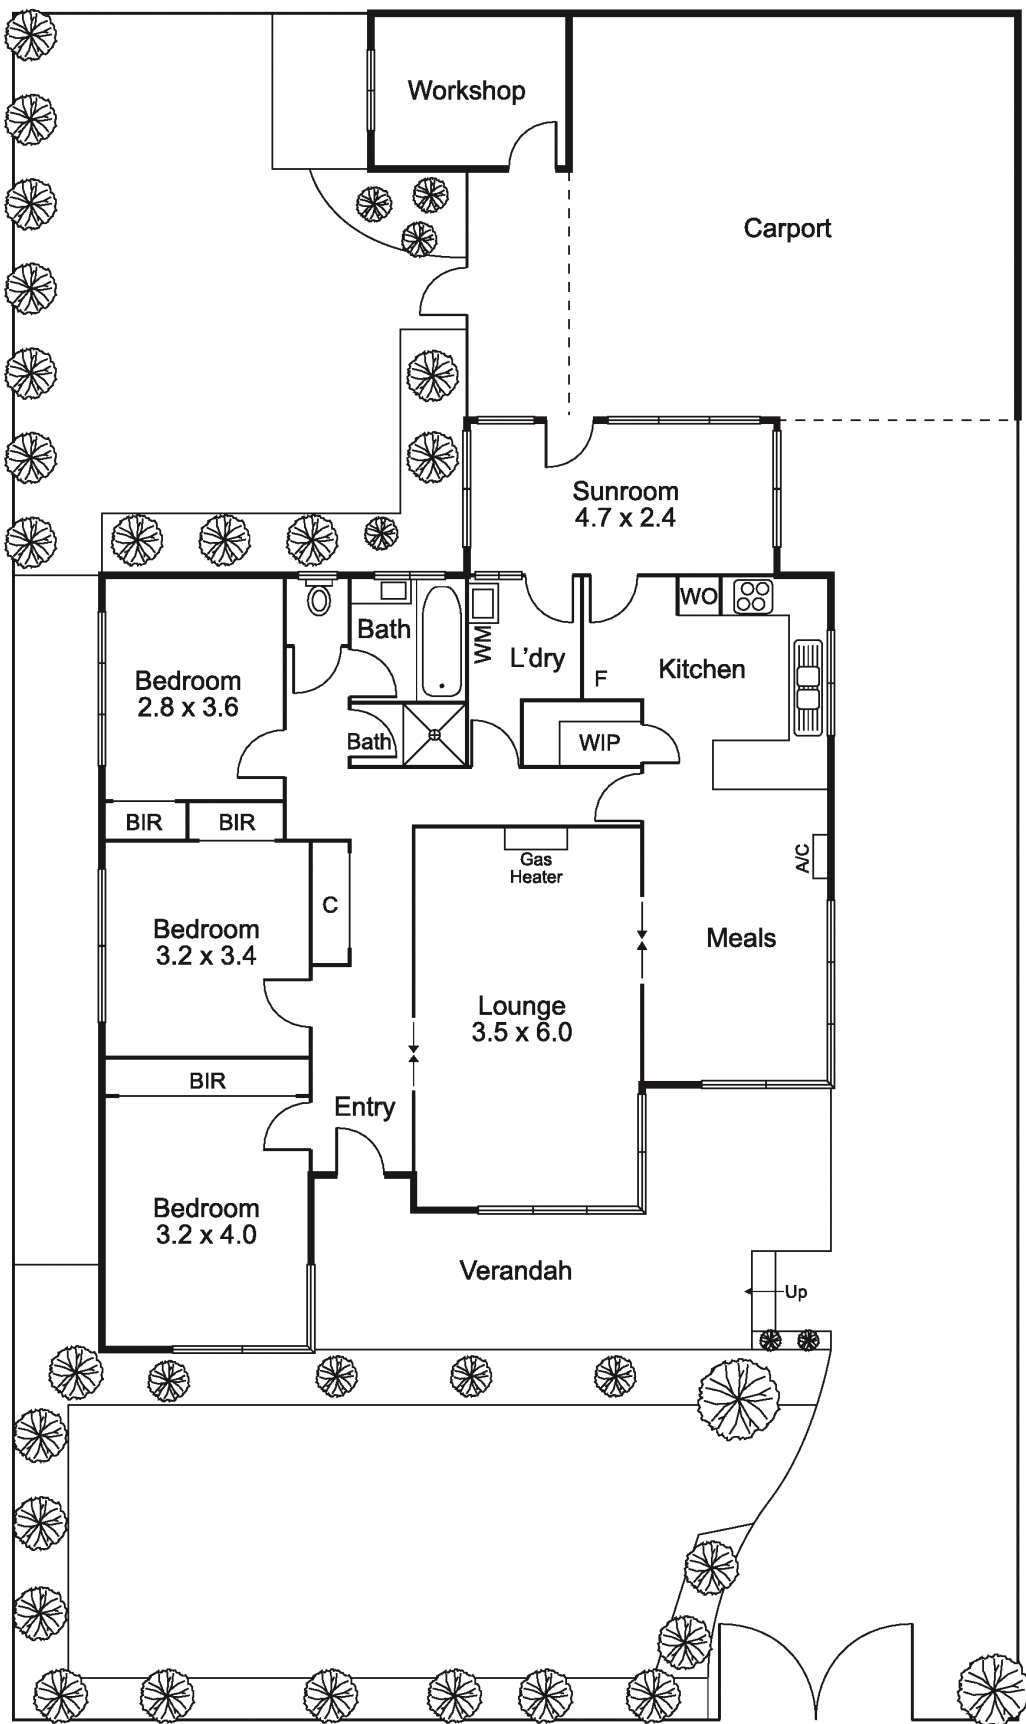 Workshop
Carport
Sunroom
4.7 x 2.4
WO
Bath
WM
L'dry
F
Kitchen
Bedroom
2.8 x 3.6
Bath
WIP
BIR
BIR
Gas
Heater
A/C
C
Bedroom
3.2 x 3.4
Meals
Lounge
3.5 x 6.0
BIR
Entry
Bedroom
3.2 x 4.0
Verandah
Up